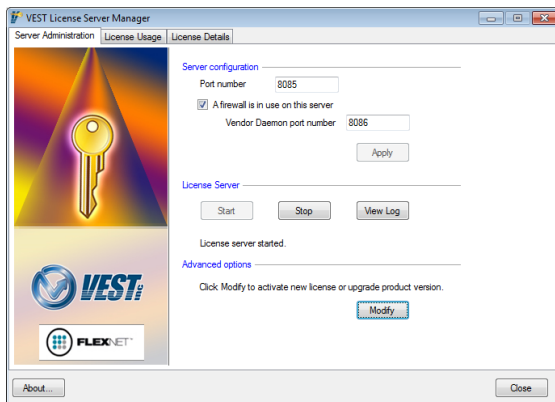 VEST License Server Manager
Server Administration License Usage License Details
Server configuration
Port number 8085
A firewall is in use on this server
Vendor Daemon port number 8086
Apply
License Server
Start Stop View Log
License server started.
Advanced options
Click Modify to activate new license or upgrade product version.
Modify
VEST INC
FLEXNET
About... Close